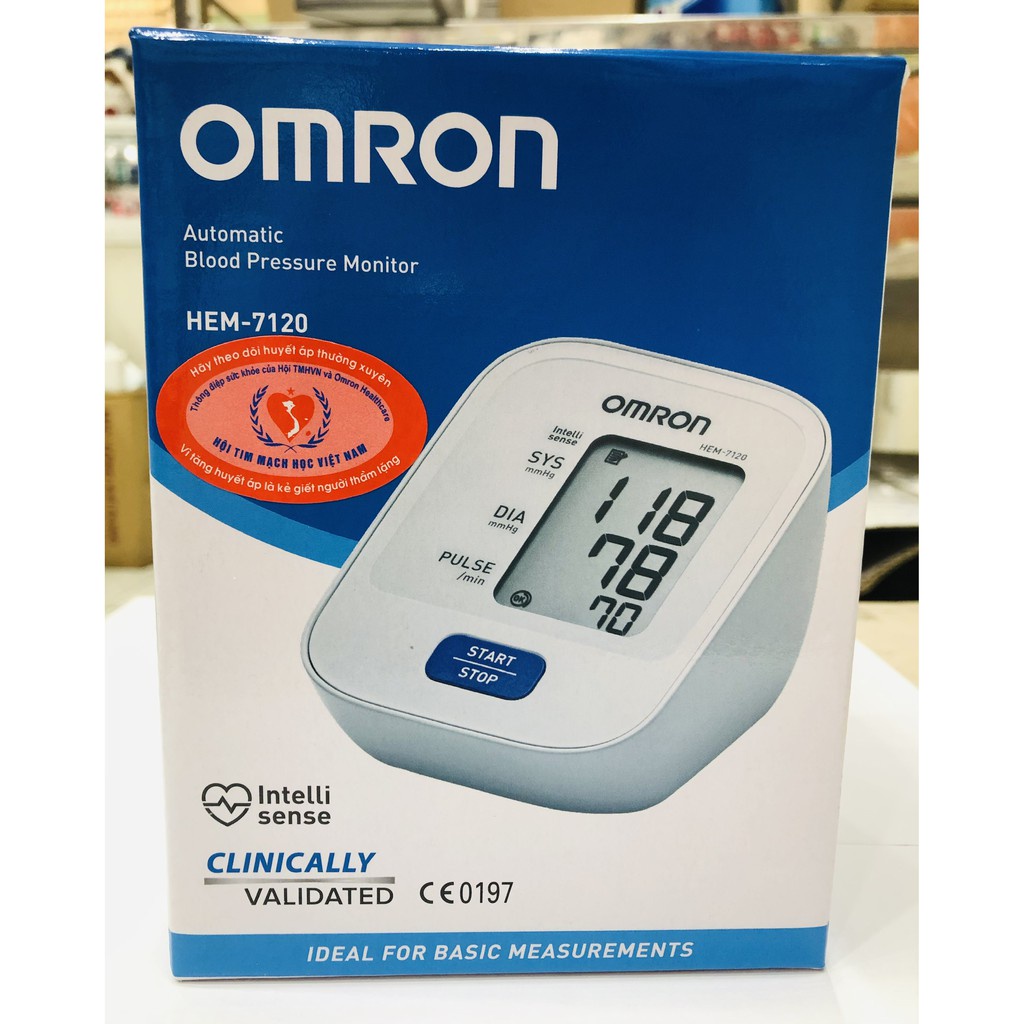 OMRON
Automatic
Blood Pressure Monitor
HEM-7120
Hãy theo dõi huyết áp thường xuyên
Thông điệp sức khỏe của Hội TMHVN và Omron Healthcare
HỘI TIM MẠCH HỌC VIỆT NAM
Vì tăng huyết áp là kẻ giết người thầm lặng
OMRON
HEM-7120
Intelli
sense
SYS
mmHg
118
DIA
mmHg
78
PULSE
/min
OK
70
START
STOP
Intelli
sense
CLINICALLY
VALIDATED
CE0197
IDEAL FOR BASIC MEASUREMENTS